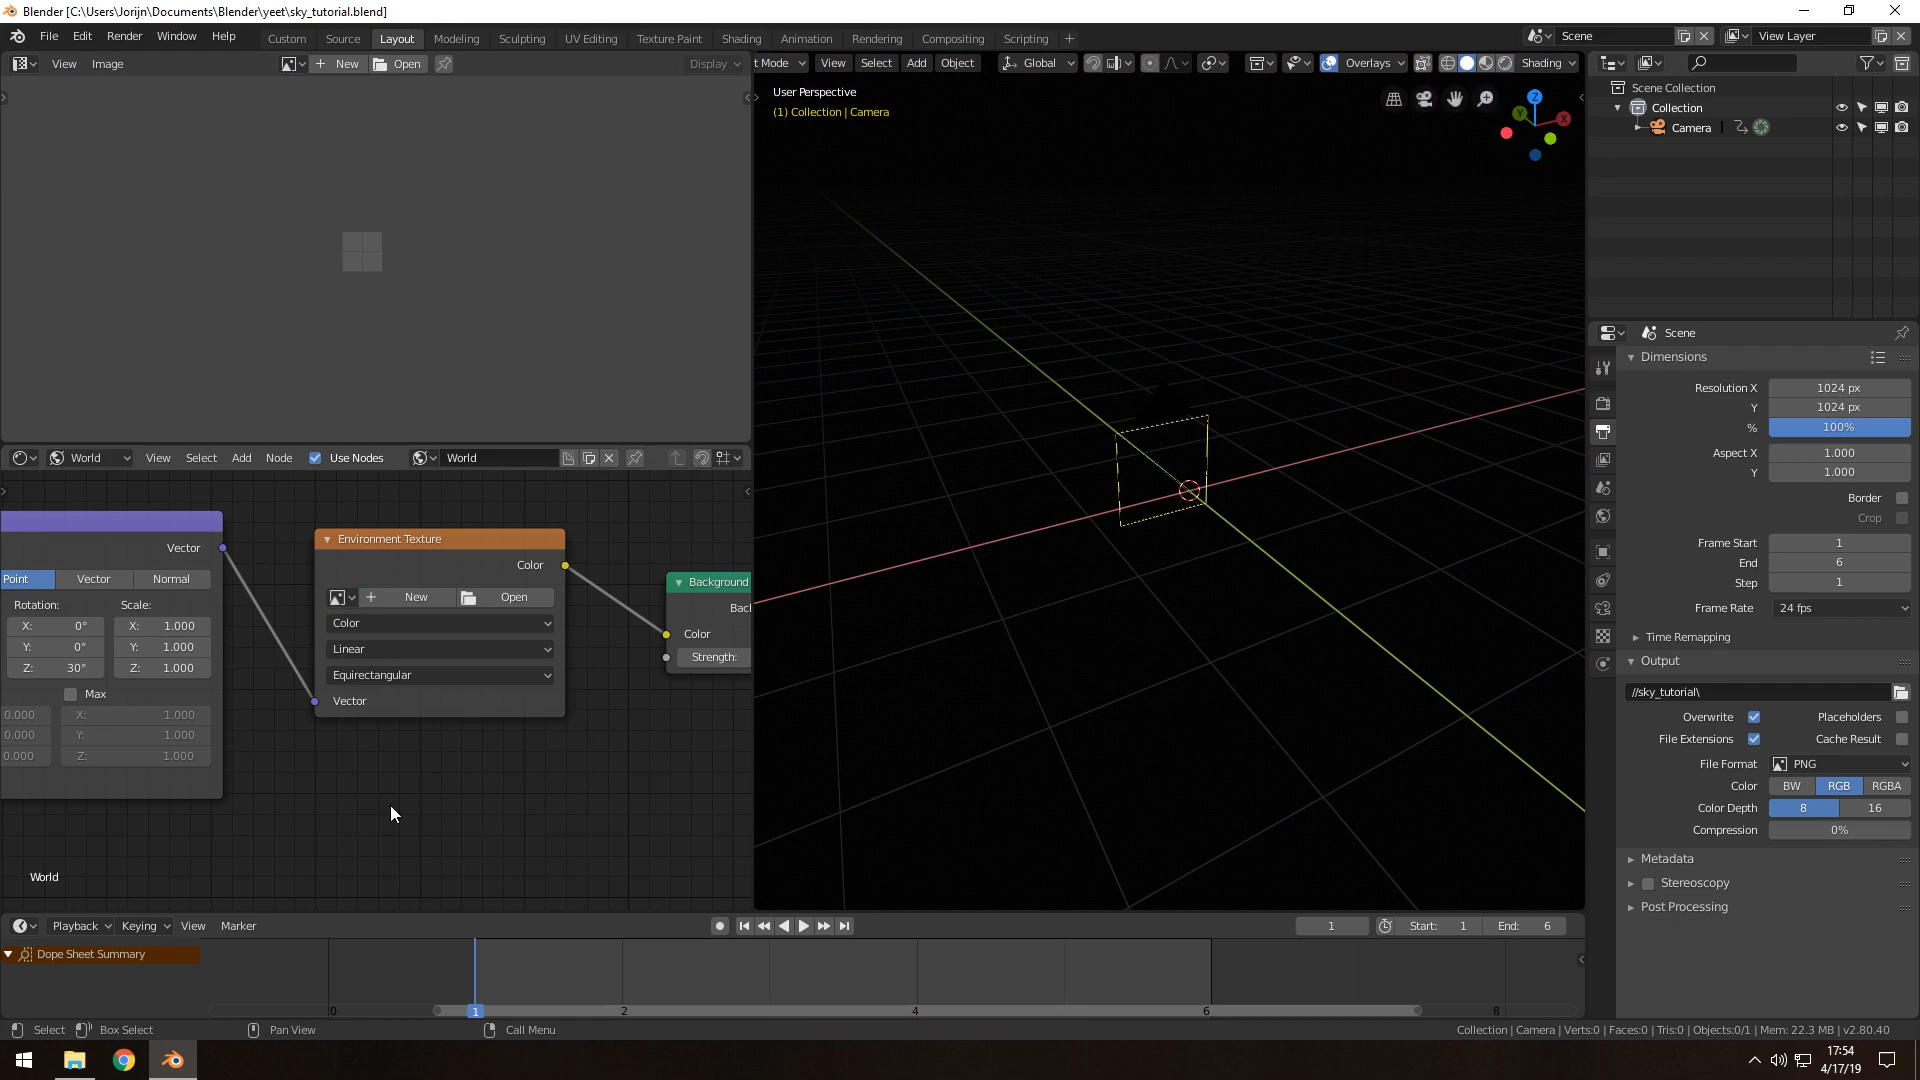 Blender [C:\Users\Jorijn\Documents\Blender\yeet\sky_tutorial.blend]
File Edit Render Window Help Custom Source Layout Modeling Sculpting UV Editing Texture Paint Shading Animation Rendering Compositing Scripting + Scene View Layer
View Image + New Open Display
t Mode View Select Add Object Global Overlays Shading
User Perspective
(1) Collection | Camera
Z
Y
X
Scene Collection
Collection
Camera
World View Select Add Node Use Nodes World
Vector
Point Vector Normal
Rotation: Scale:
X: 0° X: 1.000
Y: 0° Y: 1.000
Z: 30° Z: 1.000
Max
0.000 X: 1.000
0.000 Y: 1.000
0.000 Z: 1.000
Environment Texture
Color
+ New Open
Color
Linear
Equirectangular
Vector
Background
Bac
Color
Strength:
World
Scene
Dimensions
Resolution X 1024 px
Y 1024 px
% 100%
Aspect X 1.000
Y 1.000
Border
Crop
Frame Start 1
End 6
Step 1
Frame Rate 24 fps
Time Remapping
Output
//sky_tutorial\
Overwrite Placeholders
File Extensions Cache Result
File Format PNG
Color BW RGB RGBA
Color Depth 8 16
Compression 0%
Metadata
Stereoscopy
Post Processing
Playback Keying View Marker 1 Start: 1 End: 6
Dope Sheet Summary
0 1 2 4 6 8
Select Box Select Pan View Call Menu Collection | Camera | Verts:0 | Faces:0 | Tris:0 | Objects:0/1 | Mem: 22.3 MB | v2.80.40
17:54
4/17/19